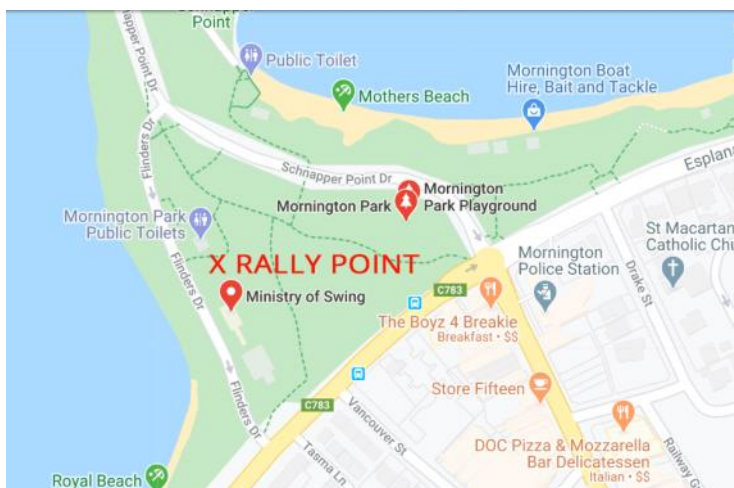 Schnapper
Point
Public Toilet
Mornington Boat
Hire, Bait and Tackle
Mothers Beach
Schnapper Point Dr
Flinders Dr
Schnapper Point Dr
Esplan
Mornington
Park Playground
Mornington Park
Mornington Park
Public Toilets
St Macartan
Catholic Chu
X RALLY POINT
Mornington
Police Station
Drake St
Flinders Dr
Ministry of Swing
C783
The Boyz 4 Breakie
Breakfast • $$
Store Fifteen
C783
Vancouver St
Flinders Dr
Tasma Ln
DOC Pizza & Mozzarella
Bar Delicatessen
Italian • $$
Railway G
Royal Beach